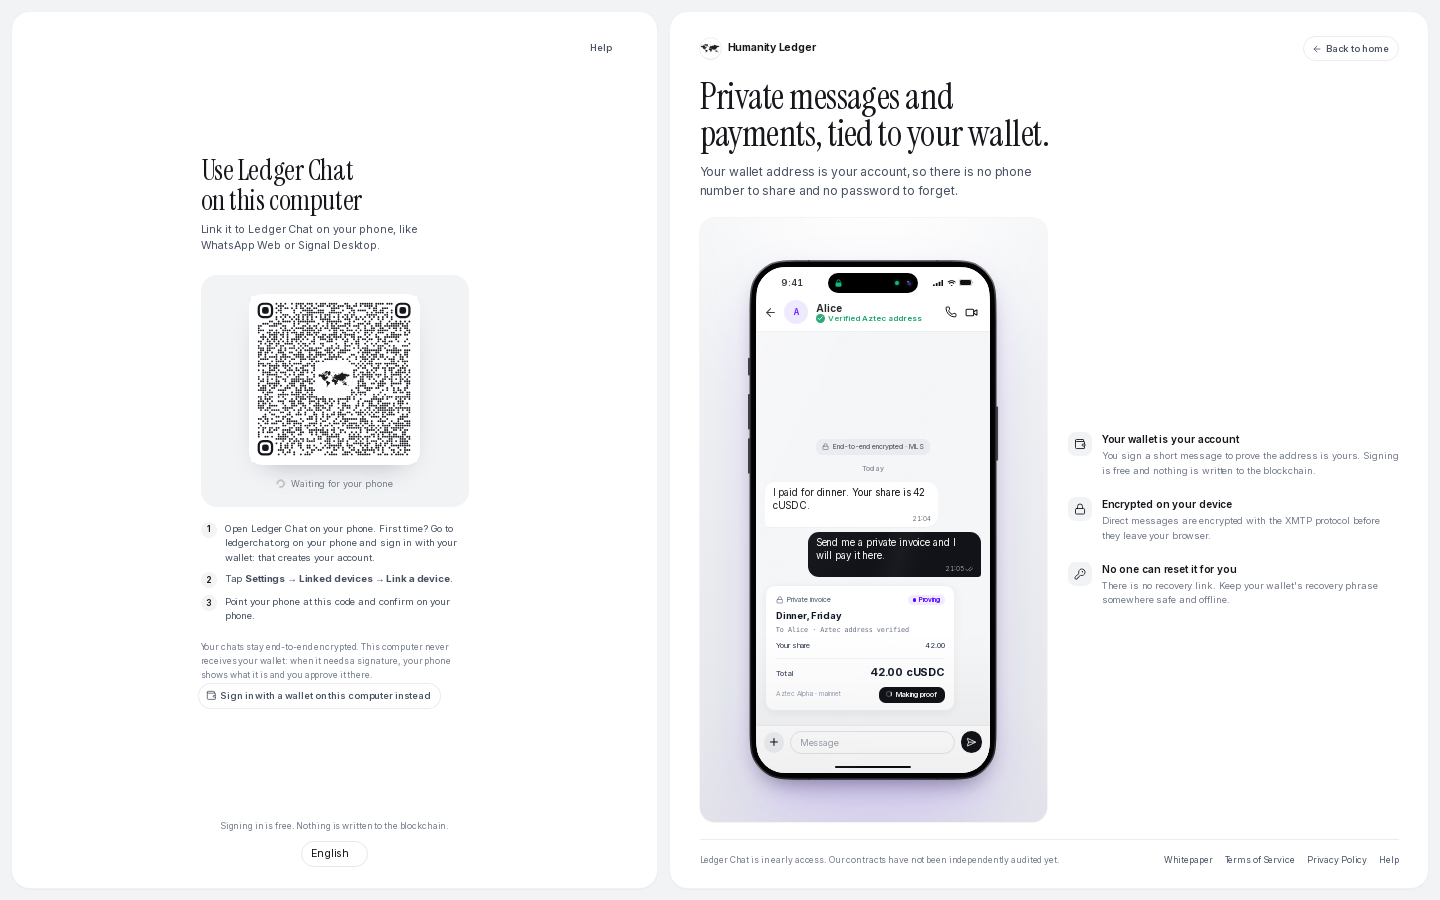 Help
Use Ledger Chat
on this computer
Link it to Ledger Chat on your phone, like
WhatsApp Web or Signal Desktop.
Waiting for your phone
1 Open Ledger Chat on your phone. First time? Go to
ledgerchat.org on your phone and sign in with your
wallet: that creates your account.
2 Tap Settings → Linked devices → Link a device.
3 Point your phone at this code and confirm on your
phone.
Your chats stay end-to-end encrypted. This computer never
receives your wallet: when it needs a signature, your phone
shows what it is and you approve it there.
Sign in with a wallet on this computer instead
Signing in is free. Nothing is written to the blockchain.
English
Humanity Ledger
← Back to home
Private messages and
payments, tied to your wallet.
Your wallet address is your account, so there is no phone
number to share and no password to forget.
9:41
A
Alice
Verified Aztec address
End-to-end encrypted · MLS
Today
I paid for dinner. Your share is 42
cUSDC.
21:04
Send me a private invoice and I
will pay it here.
21:05
Private invoice
Proving
Dinner, Friday
To Alice · Aztec address verified
Your share 42.00
Total 42.00 cUSDC
Aztec Alpha · mainnet
Making proof
Message
Your wallet is your account
You sign a short message to prove the address is yours. Signing
is free and nothing is written to the blockchain.
Encrypted on your device
Direct messages are encrypted with the XMTP protocol before
they leave your browser.
No one can reset it for you
There is no recovery link. Keep your wallet's recovery phrase
somewhere safe and offline.
Ledger Chat is in early access. Our contracts have not been independently audited yet.
Whitepaper Terms of Service Privacy Policy Help